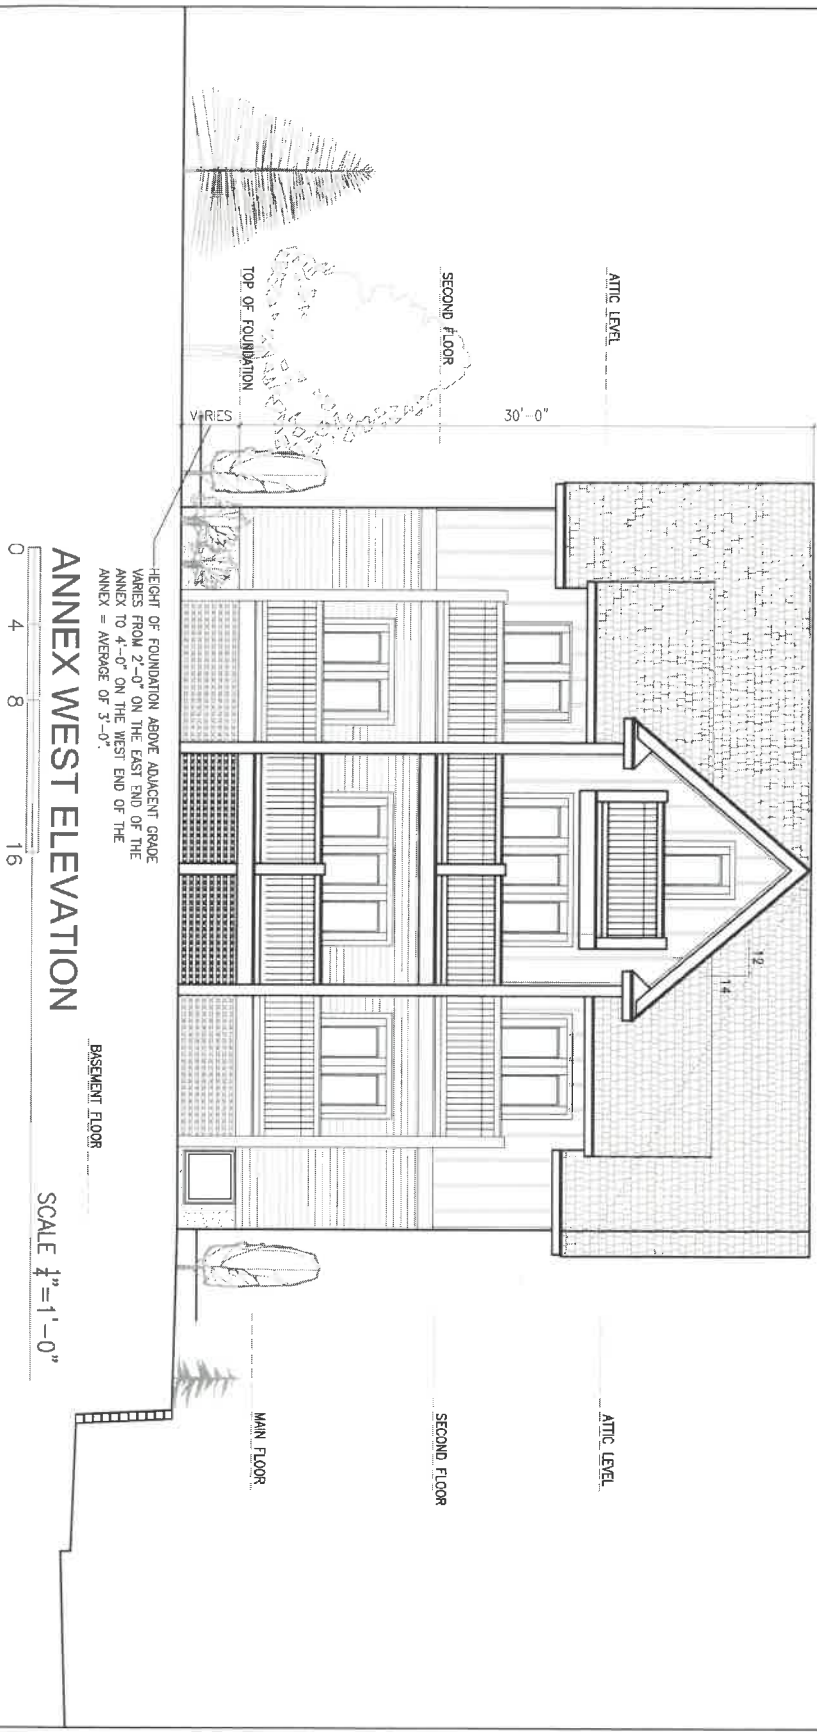 ATTIC LEVEL
SECOND FLOOR
TOP OF FOUNDATION
30'-0"
VARIES
12
14
ATTIC LEVEL
SECOND FLOOR
MAIN FLOOR
BASEMENT FLOOR
HEIGHT OF FOUNDATION ABOVE ADJACENT GRADE
VARIES FROM 2'-0" ON THE EAST END OF THE
ANNEX TO 4'-0" ON THE WEST END OF THE
ANNEX = AVERAGE OF 3'-0".
ANNEX WEST ELEVATION
0 4 8 16
SCALE 1/4"=1'-0"